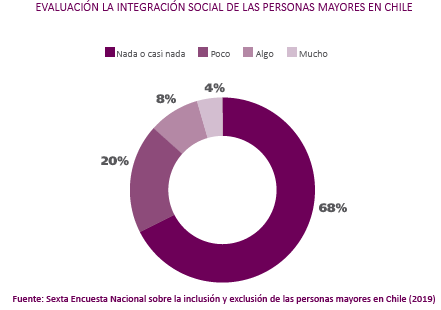 EVALUACIÓN LA INTEGRACIÓN SOCIAL DE LAS PERSONAS MAYORES EN CHILE
Nada o casi nada Poco Algo Mucho
4%
8%
20%
68%
Fuente: Sexta Encuesta Nacional sobre la inclusión y exclusión de las personas mayores en Chile (2019)